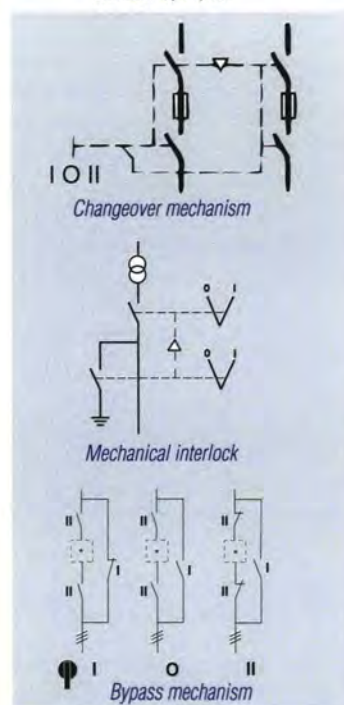 I O II
Changeover mechanism
O I
O I
Mechanical interlock
II II II
I I I
II II II
I O II
Bypass mechanism